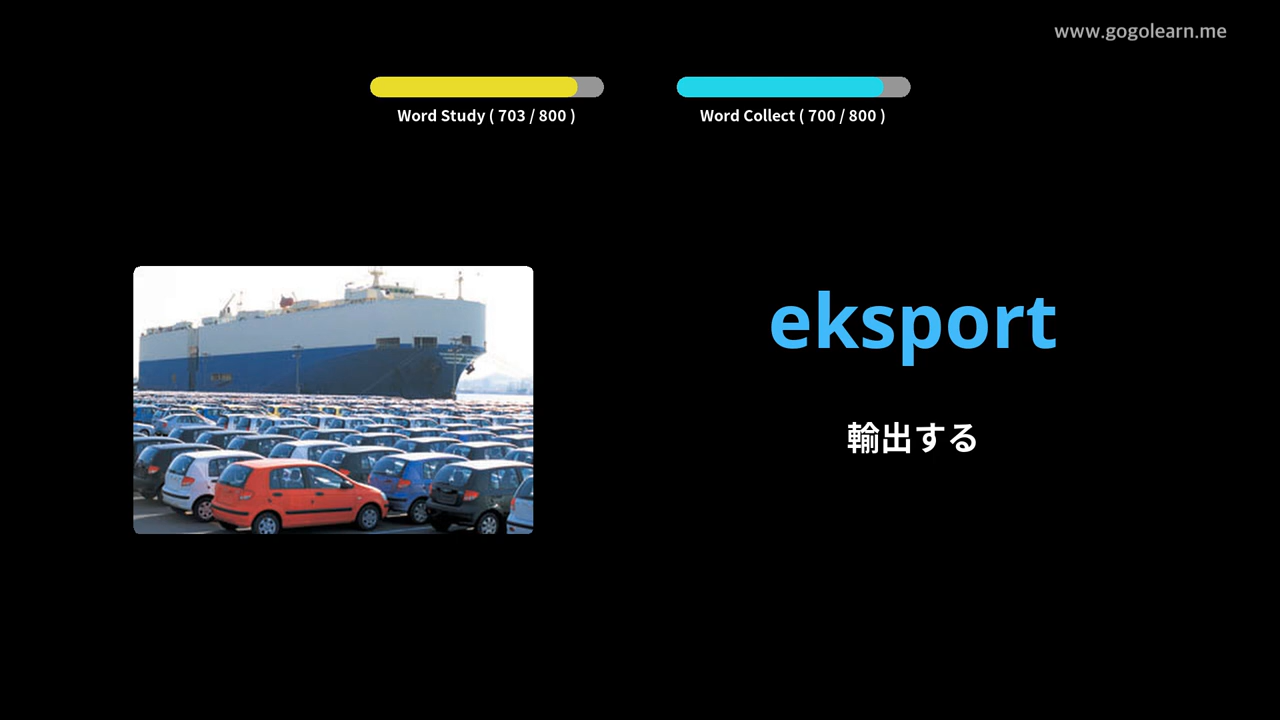 www.gogolearn.me
Word Study ( 703 / 800 )
Word Collect ( 700 / 800 )
eksport
輸出する